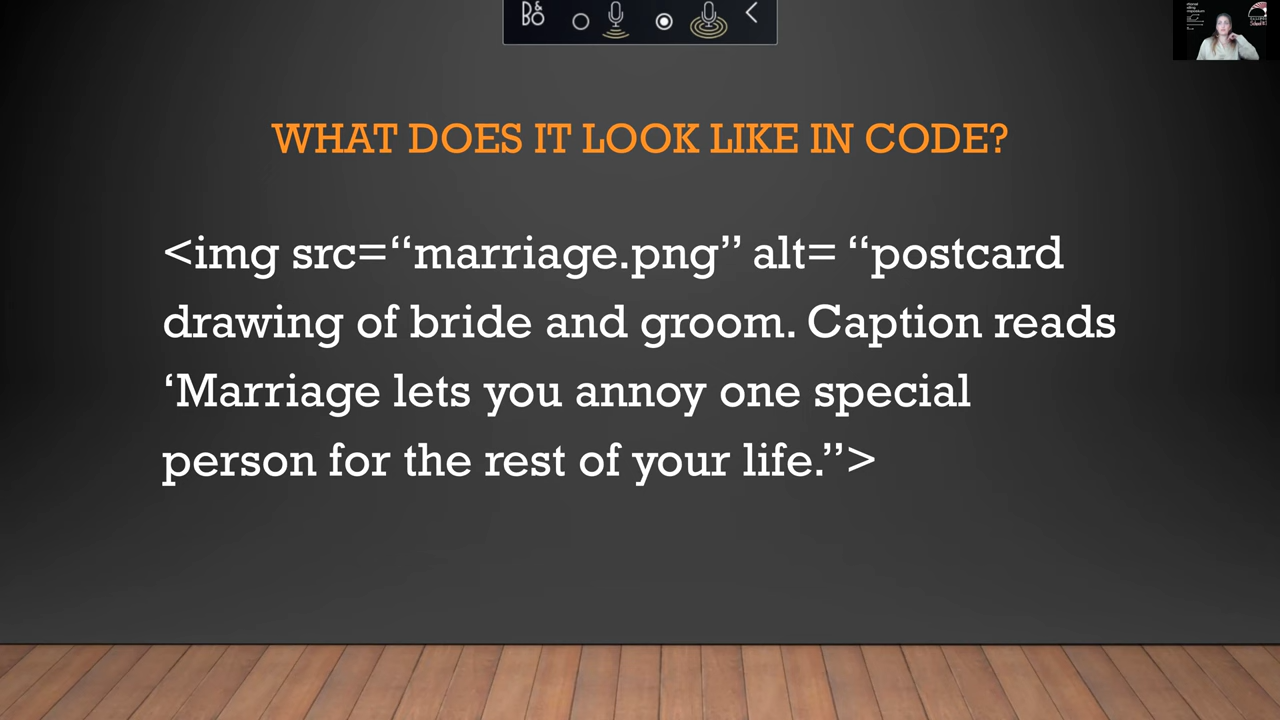 B&O
WHAT DOES IT LOOK LIKE IN CODE?
<img src=“marriage.png” alt= “postcard
drawing of bride and groom. Caption reads
‘Marriage lets you annoy one special
person for the rest of your life.”>